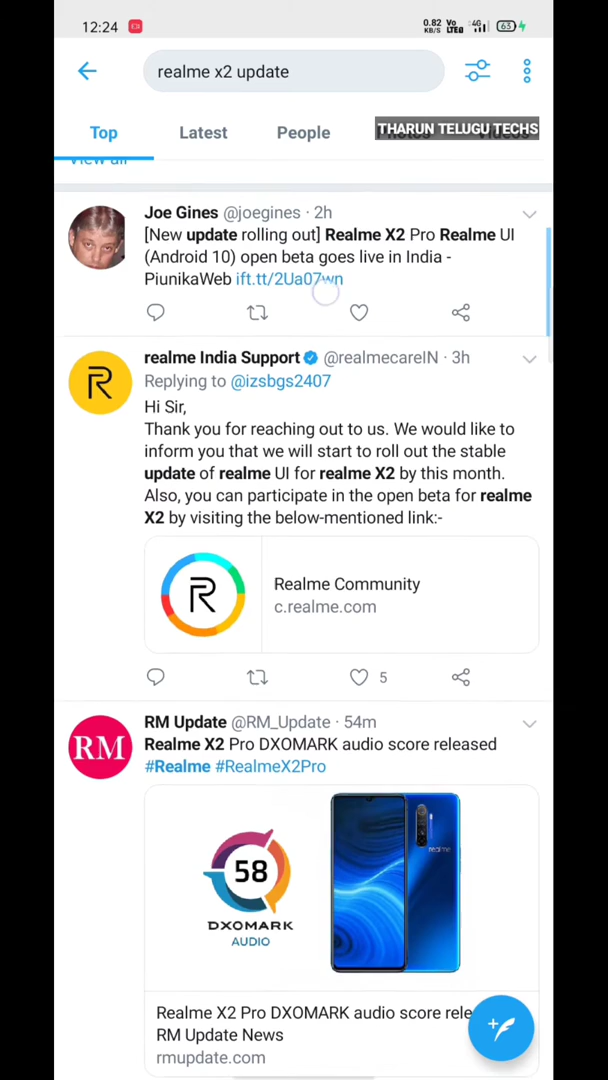 12:24
0.82 KB/S Vo LTE 4G 63
realme x2 update
Top Latest People
THARUN TELUGU TECHS
View all
Joe Gines @joegines · 2h
[New update rolling out] Realme X2 Pro Realme UI
(Android 10) open beta goes live in India -
PiunikaWeb ift.tt/2Ua07wn
realme India Support @realmecareIN · 3h
Replying to @izsbgs2407
Hi Sir,
Thank you for reaching out to us. We would like to
inform you that we will start to roll out the stable
update of realme UI for realme X2 by this month.
Also, you can participate in the open beta for realme
X2 by visiting the below-mentioned link:-
R
Realme Community
c.realme.com
5
RM
RM Update @RM_Update · 54m
Realme X2 Pro DXOMARK audio score released
#Realme #RealmeX2Pro
58
DXOMARK
AUDIO
realme
Realme X2 Pro DXOMARK audio score rele
RM Update News
rmupdate.com